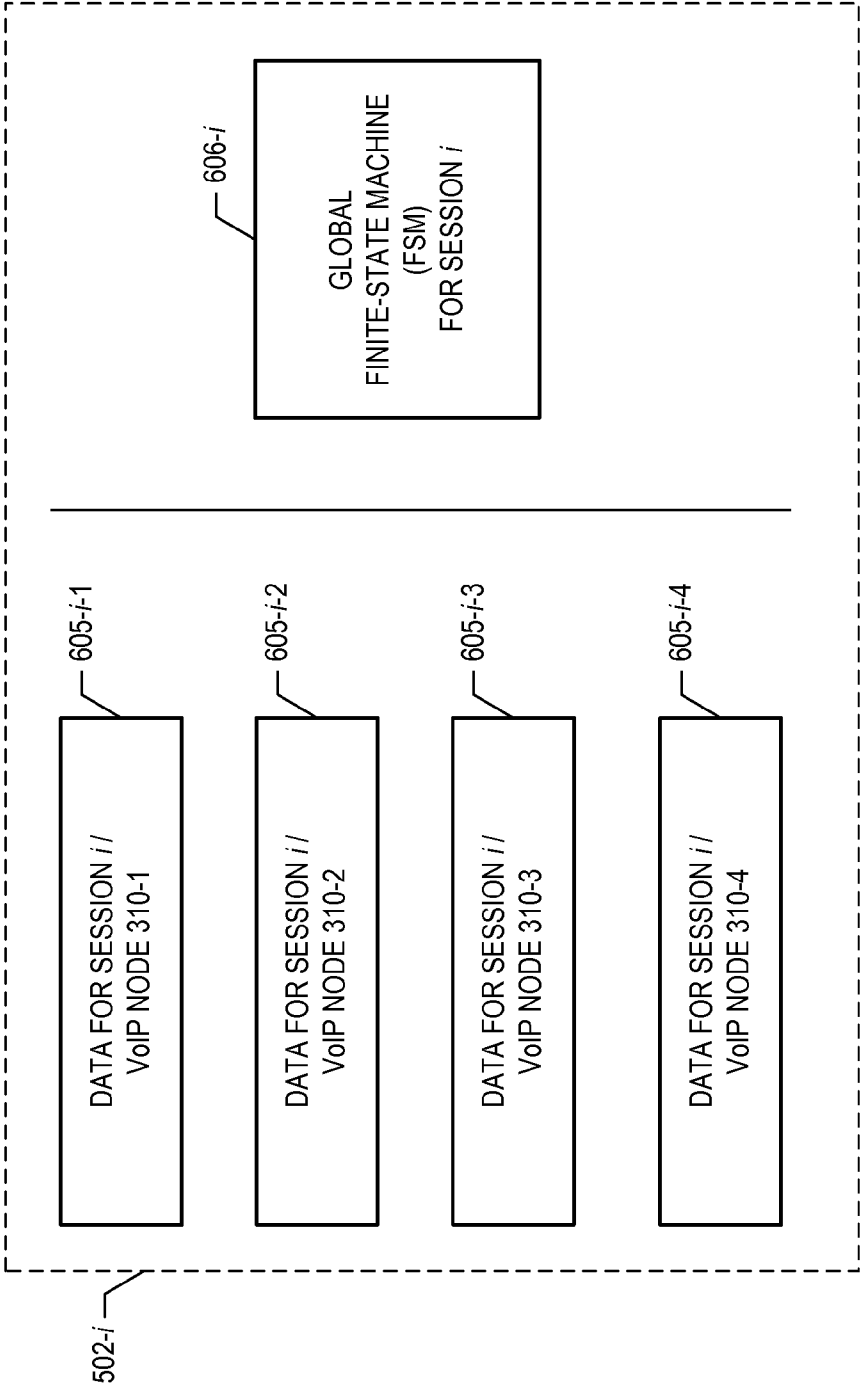 502-i
DATA FOR SESSION i /
VoIP NODE 310-1
605-i-1
DATA FOR SESSION i /
VoIP NODE 310-2
605-i-2
DATA FOR SESSION i /
VoIP NODE 310-3
605-i-3
DATA FOR SESSION i /
VoIP NODE 310-4
605-i-4
606-i
GLOBAL
FINITE-STATE MACHINE
(FSM)
FOR SESSION i